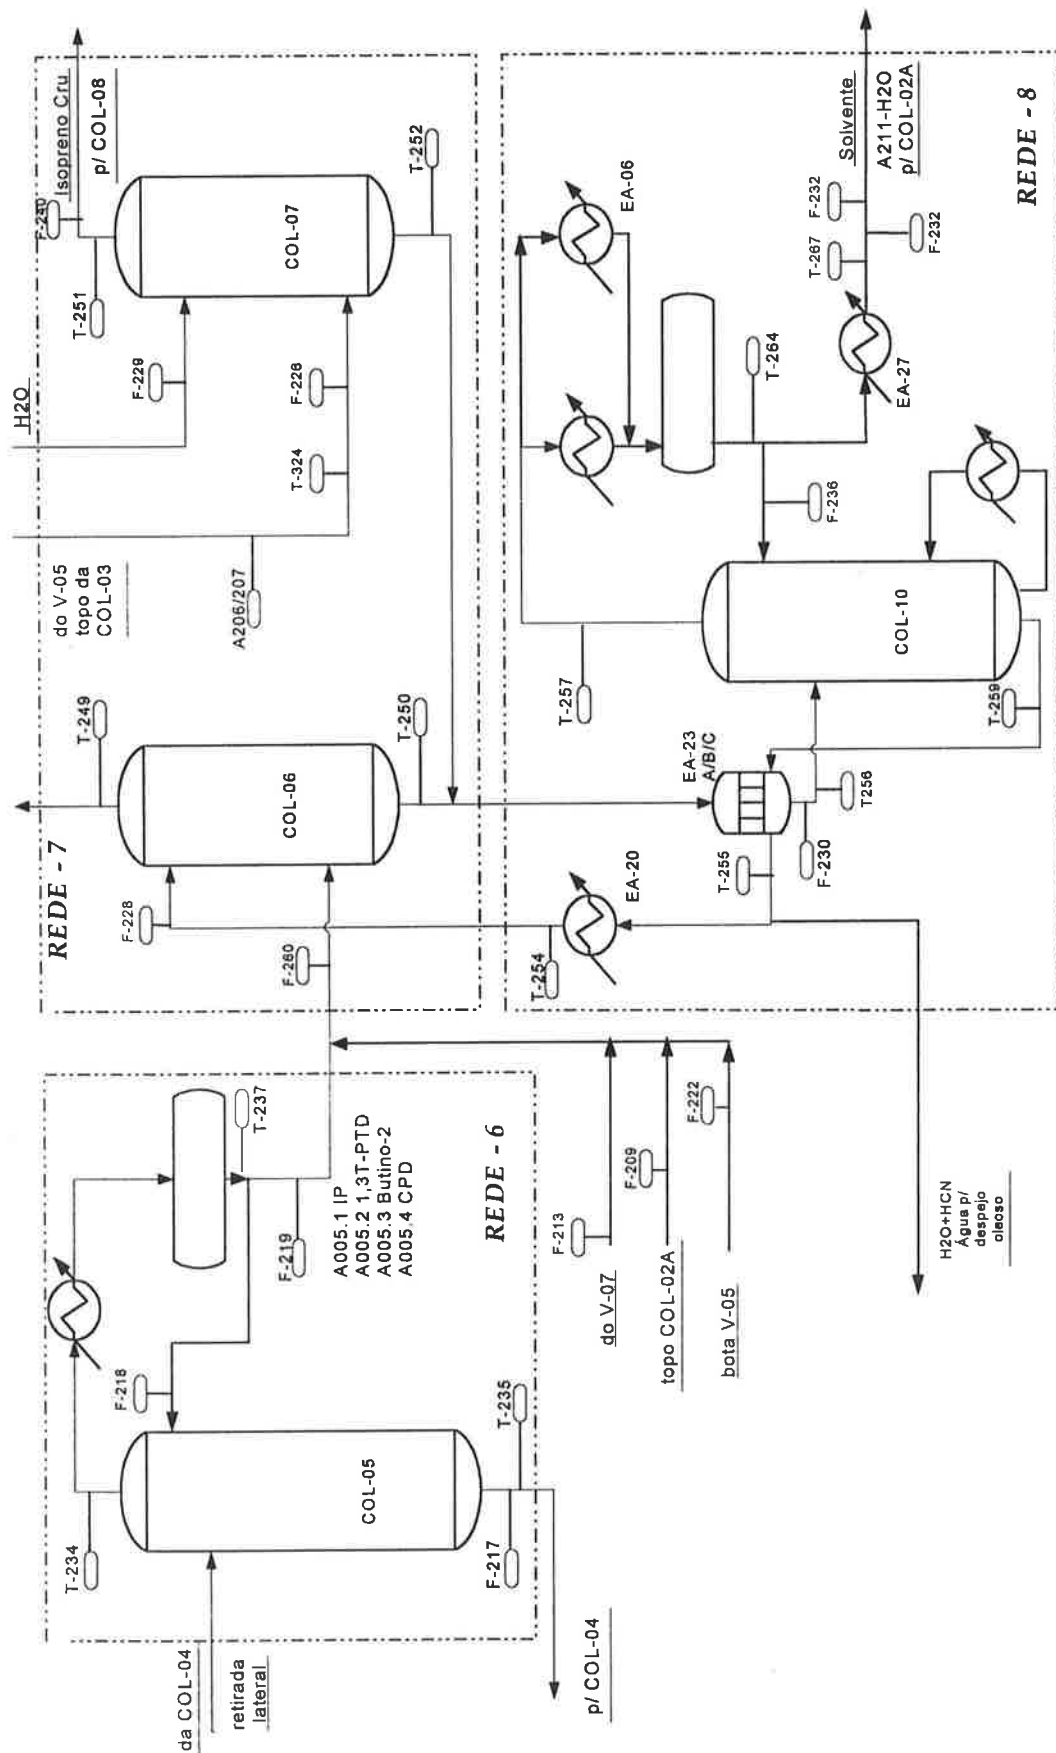 da COL-04
retirada
lateral
T-234
COL-05
F-218
F-217
T-235
p/ COL-04
T-237
F-219
A005.1 IP
A005.2 1,3T-PTD
A005.3 Butino-2
A005.4 CPD
REDE - 6
F-213
do V-07
F-209
topo COL-02A
F-222
bota V-05
H2O+HCN
Água p/
despejo
oleoso
REDE - 7
F-228
F-260
T-249
COL-06
T-250
do V-05
topo da
COL-03
A206/207
H2O
F-229
T-324
F-226
T-251
F-240
Isopreno Cru
p/ COL-08
COL-07
T-252
T-254
EA-20
T-255
EA-23
A/B/C
F-230
T256
T-257
COL-10
T-259
F-236
T-264
EA-06
EA-27
T-267
F-232
F-232
Solvente
A211-H2O
p/ COL-02A
REDE - 8